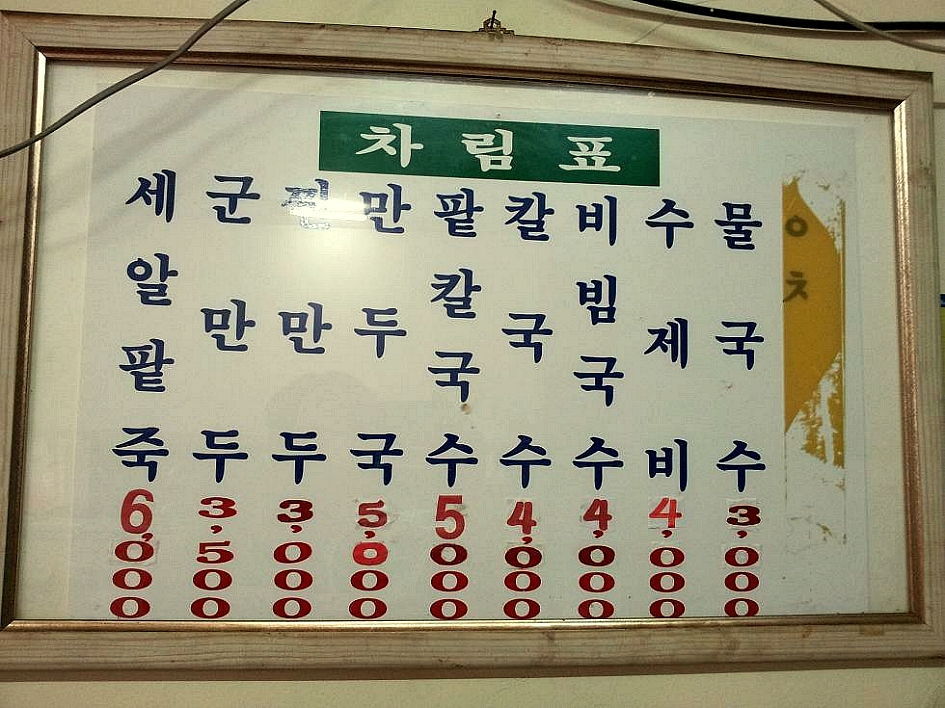 차림표
물국수 3,000
수제비 4,000
비빔국수 4,000
칼국수 4,000
팥칼국수 5,000
만두국 5,000
찐만두 3,000
군만두 3,500
세알팥죽 6,000